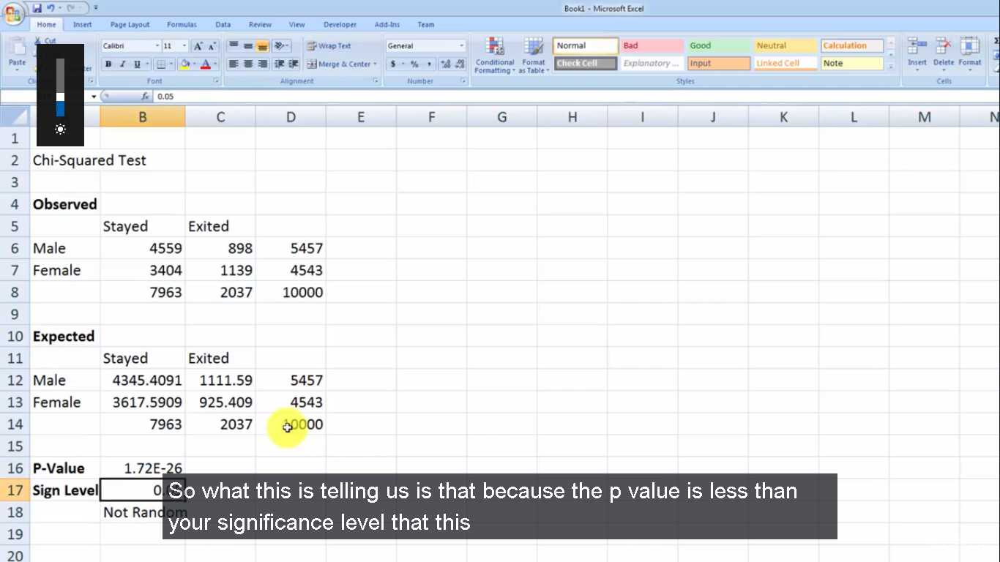 Book1 - Microsoft Excel
Home Insert Page Layout Formulas Data Review View Developer Add-Ins Team
Cut
Calibri 11 A A Wrap Text General Normal Bad Good Neutral Calculation
Paste B I U A Merge & Center $ % , Conditional Formatting Format as Table Check Cell Explanatory ... Input Linked Cell Note Insert Delete Format
Font Alignment Number Styles Cells
fx 0.05
B C D E F G H I J K L M N
1
2 Chi-Squared Test
3
4 Observed
5 Stayed Exited
6 Male 4559 898 5457
7 Female 3404 1139 4543
8 7963 2037 10000
9
10 Expected
11 Stayed Exited
12 Male 4345.4091 1111.59 5457
13 Female 3617.5909 925.409 4543
14 7963 2037 10000
15
16 P-Value 1.72E-26
17 Sign Level
18 Not Random
19
20
So what this is telling us is that because the p value is less than
your significance level that this